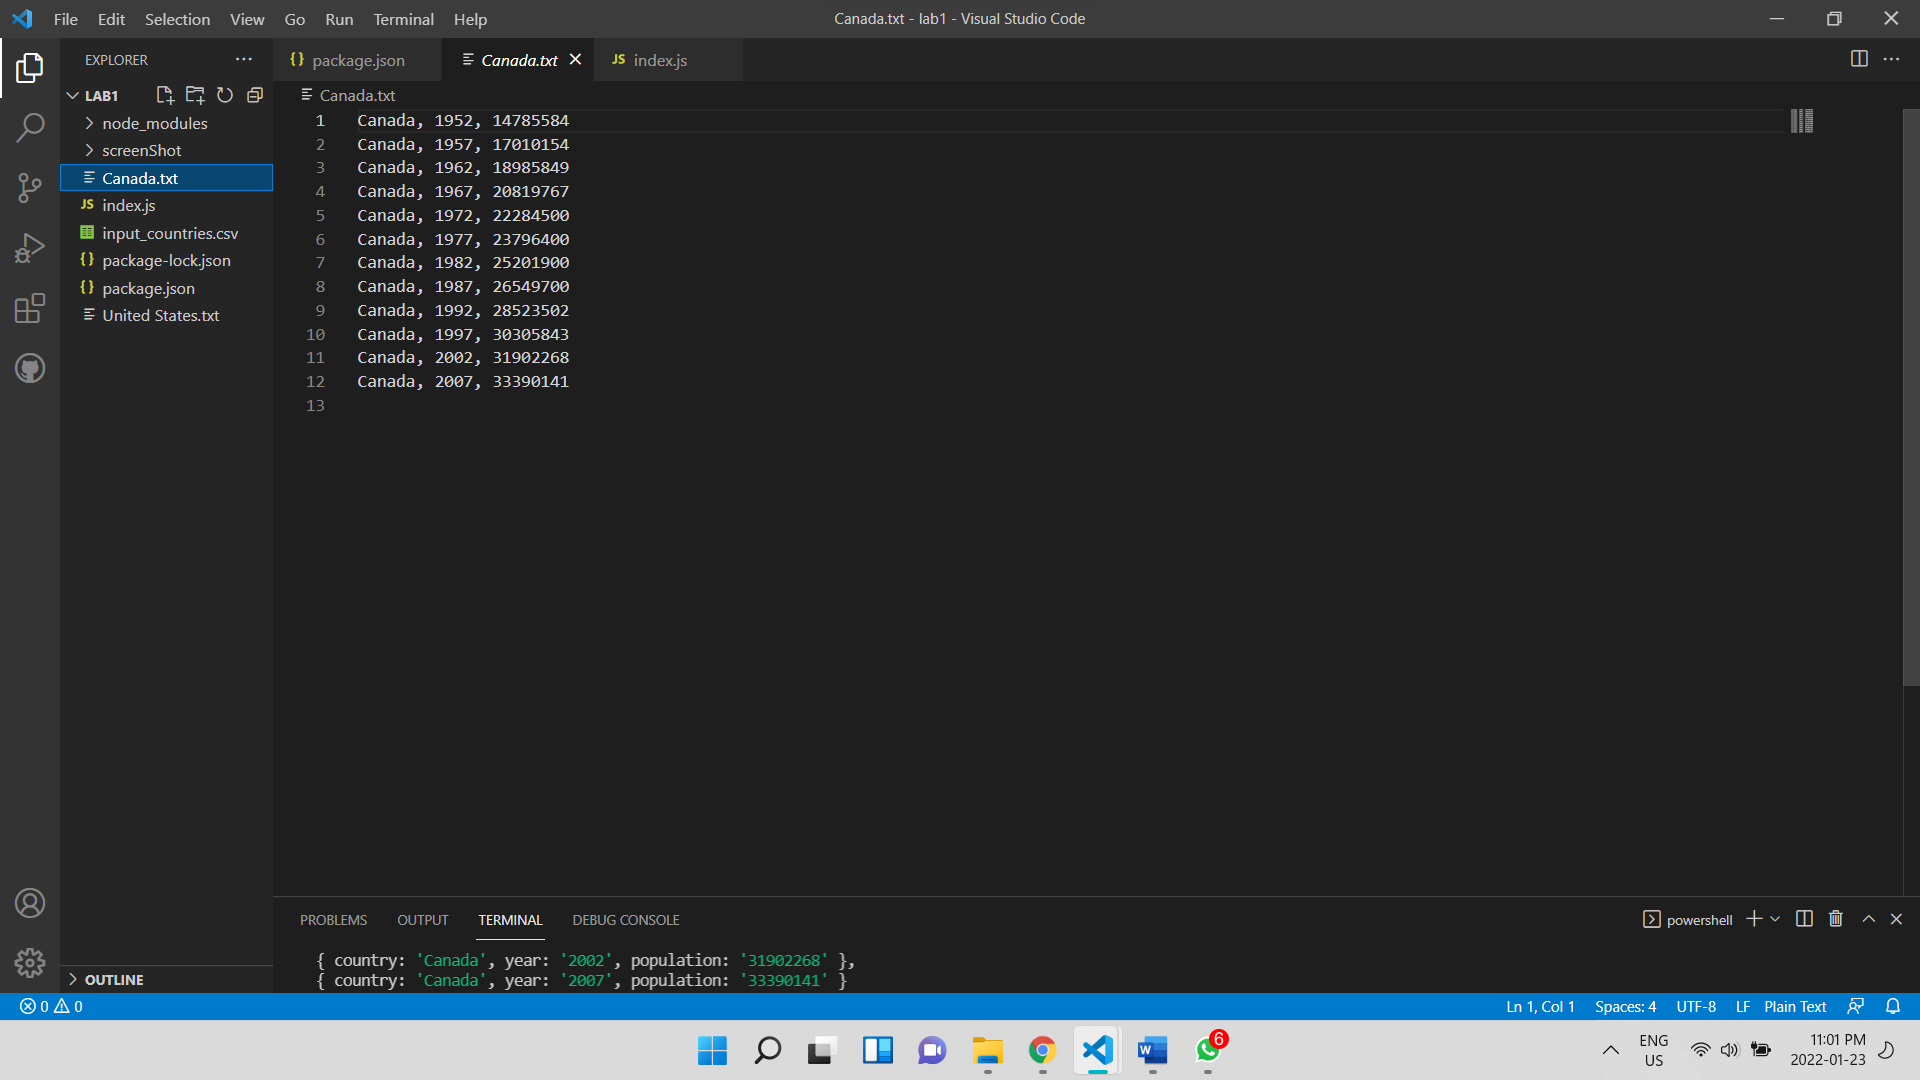 File Edit Selection View Go Run Terminal Help
Canada.txt - lab1 - Visual Studio Code
EXPLORER
LAB1
node_modules
screenShot
Canada.txt
JS index.js
input_countries.csv
{} package-lock.json
{} package.json
United States.txt
OUTLINE
{} package.json Canada.txt JS index.js
Canada.txt
1 Canada, 1952, 14785584
2 Canada, 1957, 17010154
3 Canada, 1962, 18985849
4 Canada, 1967, 20819767
5 Canada, 1972, 22284500
6 Canada, 1977, 23796400
7 Canada, 1982, 25201900
8 Canada, 1987, 26549700
9 Canada, 1992, 28523502
10 Canada, 1997, 30305843
11 Canada, 2002, 31902268
12 Canada, 2007, 33390141
13
PROBLEMS OUTPUT TERMINAL DEBUG CONSOLE
powershell
{ country: 'Canada', year: '2002', population: '31902268' },
{ country: 'Canada', year: '2007', population: '33390141' }
0 0
Ln 1, Col 1 Spaces: 4 UTF-8 LF Plain Text
W
6
ENG
US
11:01 PM
2022-01-23